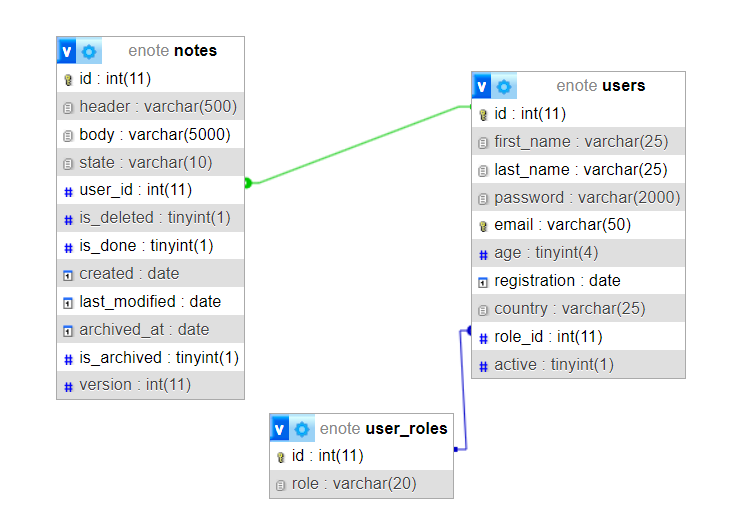 v enote notes
id : int(11)
header : varchar(500)
body : varchar(5000)
state : varchar(10)
# user_id : int(11)
# is_deleted : tinyint(1)
# is_done : tinyint(1)
created : date
last_modified : date
archived_at : date
# is_archived : tinyint(1)
# version : int(11)
v enote users
id : int(11)
first_name : varchar(25)
last_name : varchar(25)
password : varchar(2000)
email : varchar(50)
# age : tinyint(4)
registration : date
country : varchar(25)
# role_id : int(11)
# active : tinyint(1)
v enote user_roles
id : int(11)
role : varchar(20)